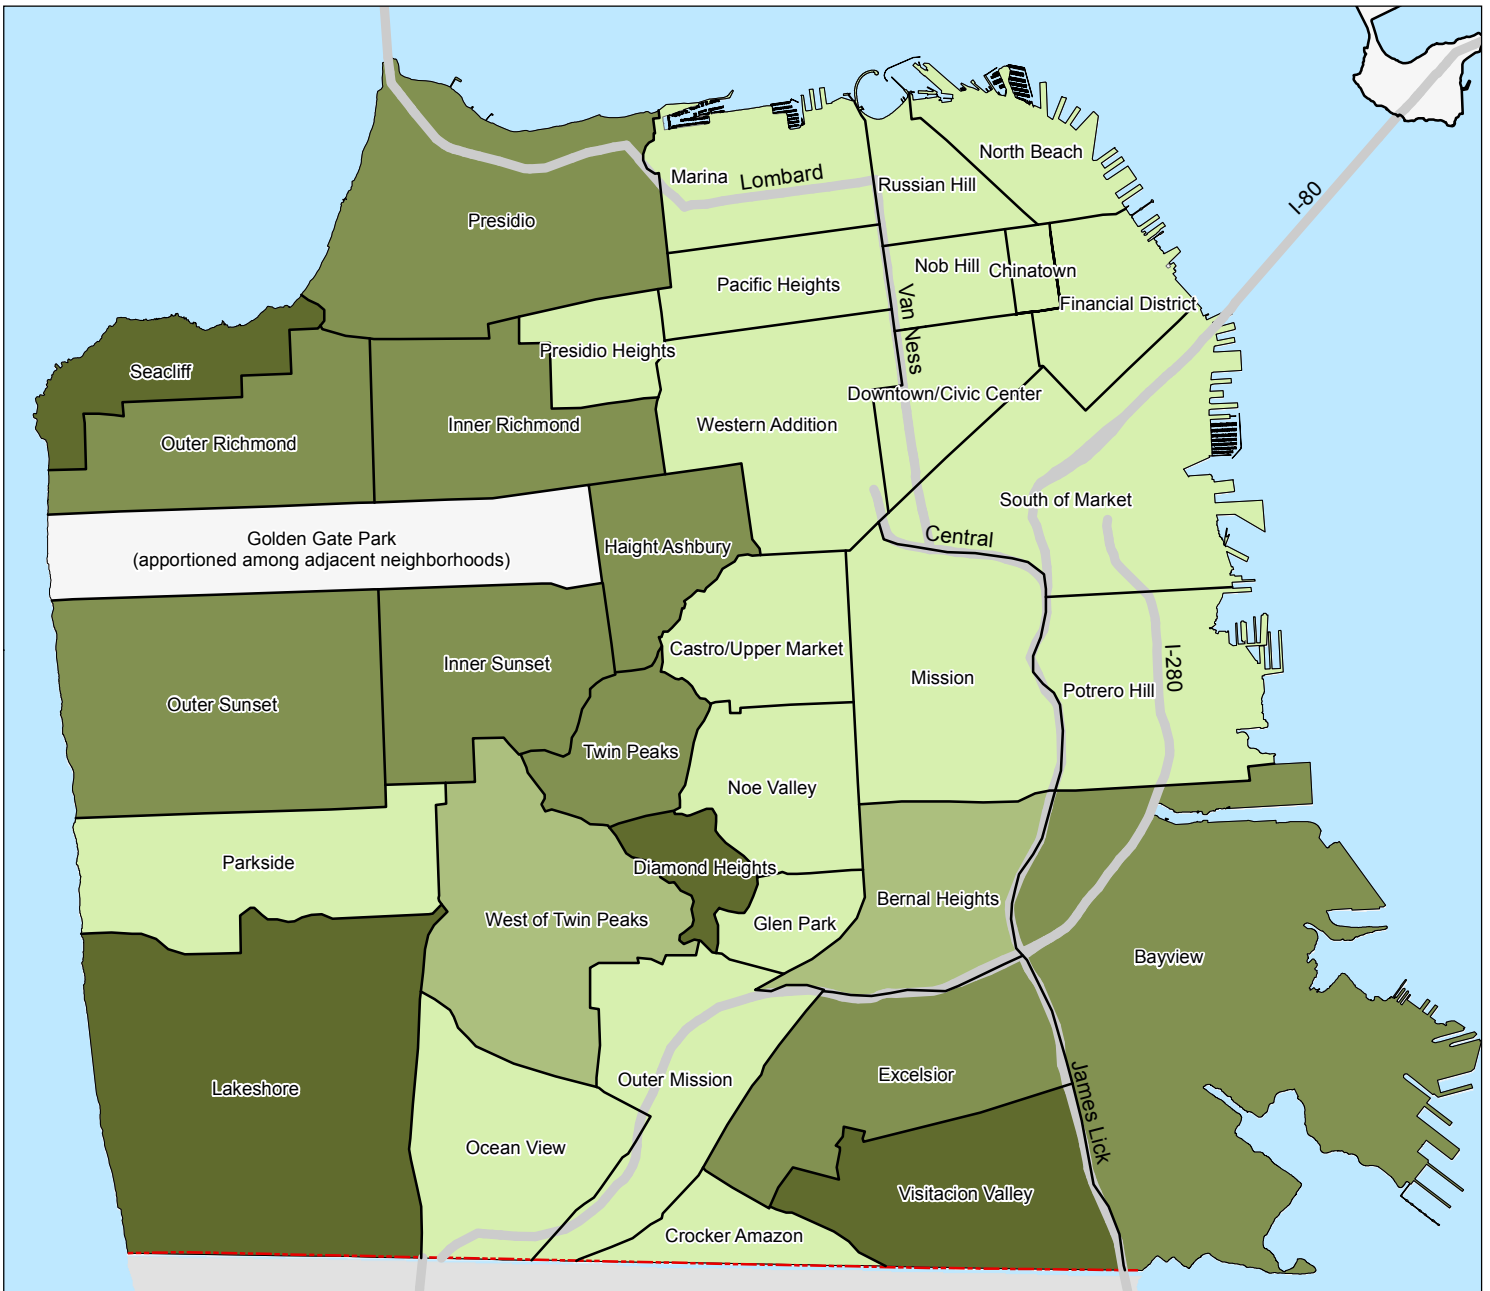 North Beach
Marina
Lombard
Russian Hill
I-80
Presidio
Nob Hill
Chinatown
Pacific Heights
Financial District
Van Ness
Presidio Heights
Seacliff
Downtown/Civic Center
Inner Richmond
Western Addition
Outer Richmond
South of Market
Golden Gate Park
(apportioned among adjacent neighborhoods)
Haight Ashbury
Central
Castro/Upper Market
Inner Sunset
Mission
I-280
Potrero Hill
Outer Sunset
Twin Peaks
Noe Valley
Parkside
Diamond Heights
Bernal Heights
West of Twin Peaks
Glen Park
Bayview
Excelsior
Outer Mission
Lakeshore
James Lick
Ocean View
Visitacion Valley
Crocker Amazon